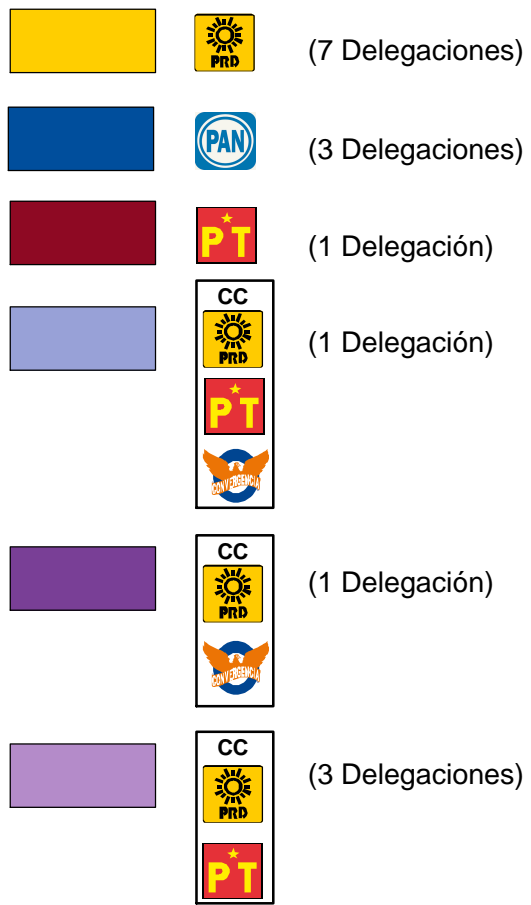 PRD (7 Delegaciones)
PAN (3 Delegaciones)
PT (1 Delegación)
CC (1 Delegación)
PRD
PT
CONVERGENCIA
CC (1 Delegación)
PRD
CONVERGENCIA
CC (3 Delegaciones)
PRD
PT